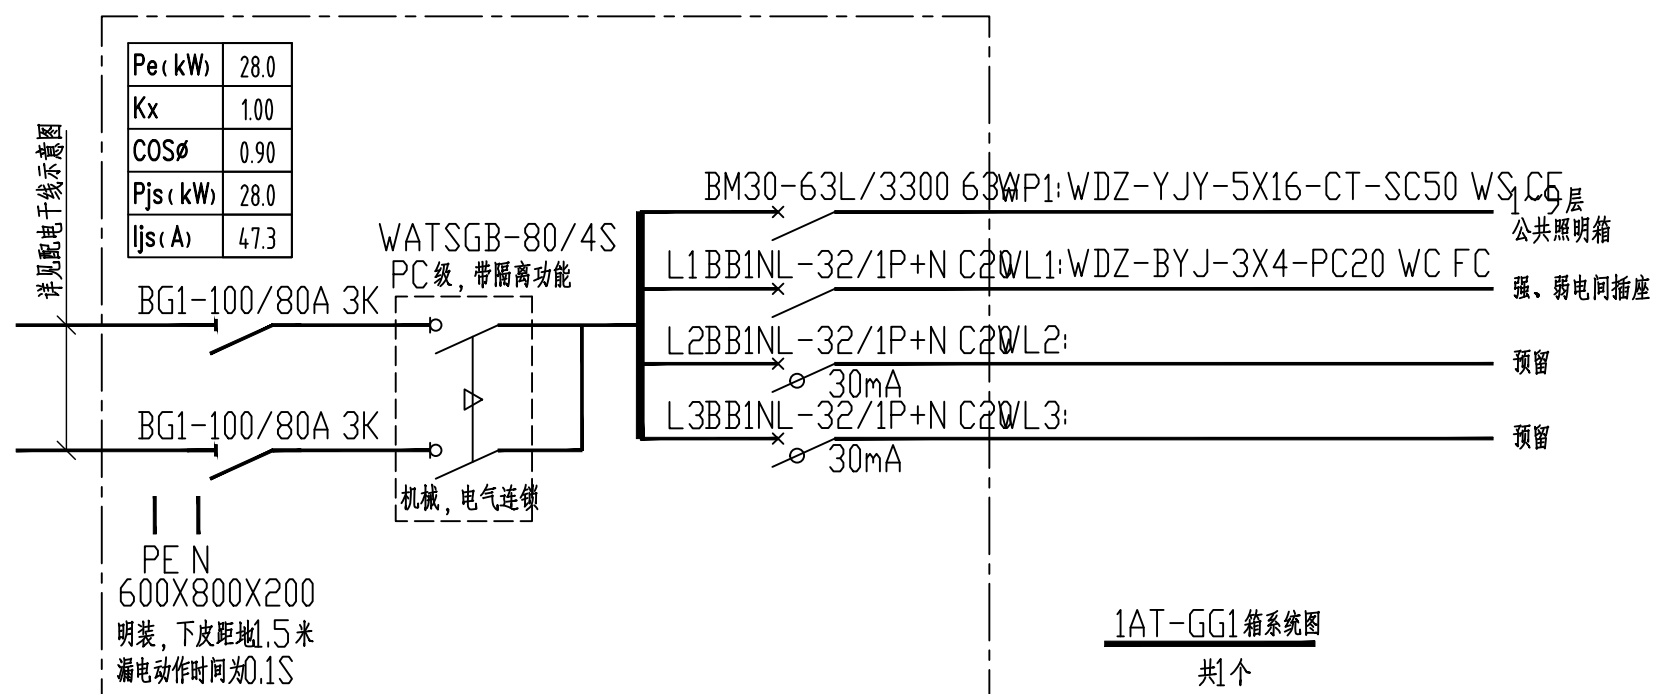 Pe(kW) 28.0
Kx 1.00
COSø 0.90
Pjs(kW) 28.0
Ijs(A) 47.3
详见配电干线示意图
BG1-100/80A 3K
BG1-100/80A 3K
WATSGB-80/4S
PC级，带隔离功能
机械，电气连锁
BM30-63L/3300 63A WP1: WDZ-YJY-5X16-CT-SC50 WS CE
1~9层
公共照明箱
L1 BB1NL-32/1P+N C20 WL1: WDZ-BYJ-3X4-PC20 WC FC
强、弱电间插座
L2 BB1NL-32/1P+N C20 WL2:
30mA
预留
L3 BB1NL-32/1P+N C20 WL3:
30mA
预留
PE N
600X800X200
明装，下皮距地1.5米
漏电动作时间为0.1S
1AT-GG1箱系统图
共1个